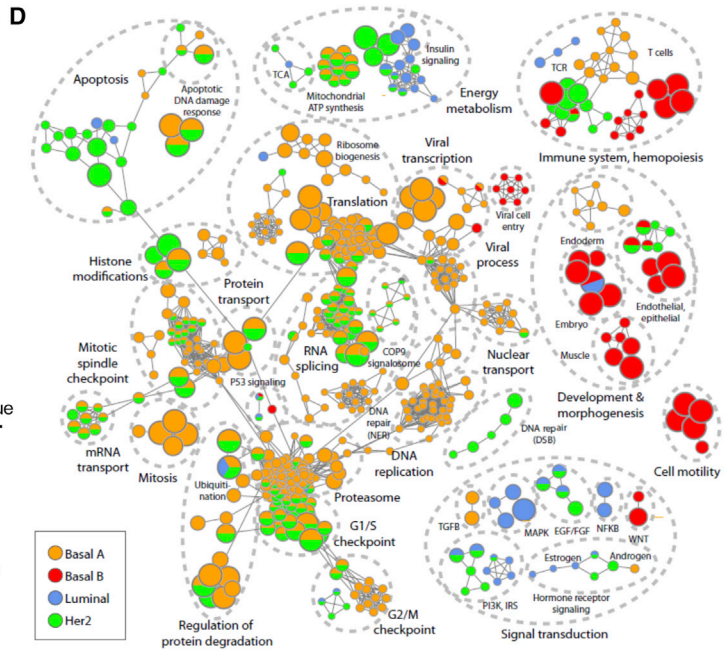 D
Apoptosis
Apoptotic
DNA damage
response
TCA
Mitochondrial
ATP synthesis
Insulin
signaling
Energy
metabolism
TCR
T cells
Immune system, hemopoiesis
Ribosome
biogenesis
Translation
Viral
transcription
Viral cell
entry
Viral
process
Histone
modifications
Protein
transport
Endoderm
Embryo
Endothelial,
epithelial
Muscle
Development &
morphogenesis
Mitotic
spindle
checkpoint
RNA
splicing
COP9
signalosome
Nuclear
transport
P53 signaling
DNA
repair
(NER)
DNA
replication
DNA repair
(DSB)
Cell motility
ue
mRNA
transport
Mitosis
Ubiquiti-
nation
Proteasome
G1/S
checkpoint
TGFB
MAPK
EGF/FGF
NFKB
WNT
Estrogen
Androgen
PI3K, IRS
Hormone receptor
signaling
Signal transduction
Basal A
Basal B
Luminal
Her2
Regulation of
protein degradation
G2/M
checkpoint